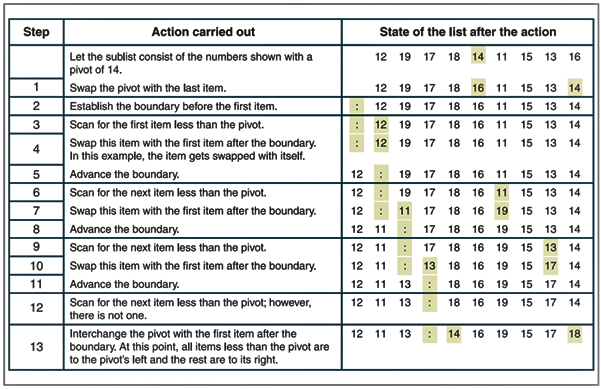 Step Action carried out State of the list after the action
Let the sublist consist of the numbers shown with a 12 19 17 18 14 11 15 13 16
pivot of 14.
1 Swap the pivot with the last item. 12 19 17 18 16 11 15 13 14
2 Establish the boundary before the first item. : 12 19 17 18 16 11 15 13 14
3 Scan for the first item less than the pivot. : 12 19 17 18 16 11 15 13 14
4 Swap this item with the first item after the boundary. : 12 19 17 18 16 11 15 13 14
In this example, the item gets swapped with itself.
5 Advance the boundary. 12 : 19 17 18 16 11 15 13 14
6 Scan for the next item less than the pivot. 12 : 19 17 18 16 11 15 13 14
7 Swap this item with the first item after the boundary. 12 : 11 17 18 16 19 15 13 14
8 Advance the boundary. 12 11 : 17 18 16 19 15 13 14
9 Scan for the next item less than the pivot. 12 11 : 17 18 16 19 15 13 14
10 Swap this item with the first item after the boundary. 12 11 : 13 18 16 19 15 17 14
11 Advance the boundary. 12 11 13 : 18 16 19 15 17 14
12 Scan for the next item less than the pivot; however, 12 11 13 : 18 16 19 15 17 14
there is not one.
13 Interchange the pivot with the first item after the 12 11 13 : 14 16 19 15 17 18
boundary. At this point, all items less than the pivot are
to the pivot's left and the rest are to its right.